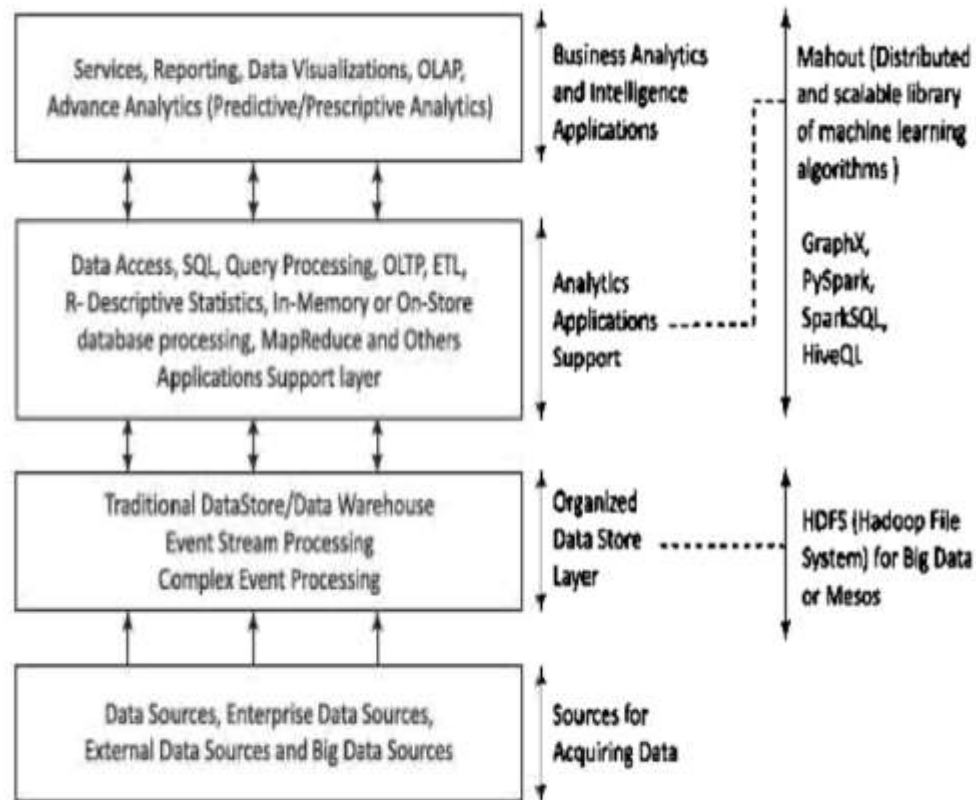 Services, Reporting, Data Visualizations, OLAP,
Advance Analytics (Predictive/Prescriptive Analytics)
Business Analytics
and Intelligence
Applications
Mahout (Distributed
and scalable library
of machine learning
algorithms )
GraphX,
PySpark,
SparkSQL,
HiveQL
Data Access, SQL, Query Processing, OLTP, ETL,
R- Descriptive Statistics, In-Memory or On-Store
database processing, MapReduce and Others
Applications Support layer
Analytics
Applications
Support
Traditional DataStore/Data Warehouse
Event Stream Processing
Complex Event Processing
Organized
Data Store
Layer
HDFS (Hadoop File
System) for Big Data
or Mesos
Data Sources, Enterprise Data Sources,
External Data Sources and Big Data Sources
Sources for
Acquiring Data